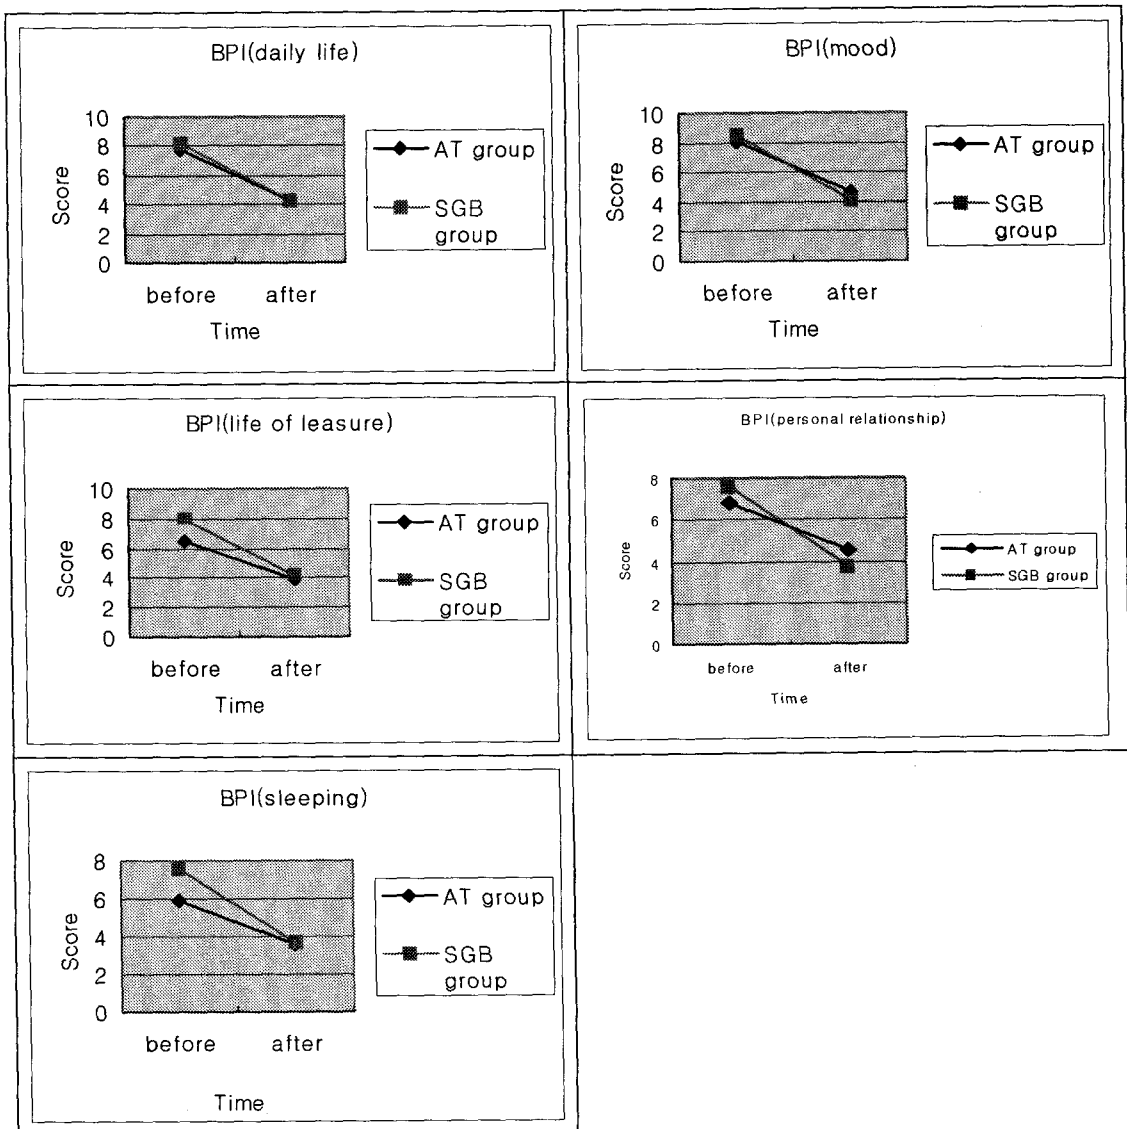 BPI(daily life)
10
8
6
4
2
0
Score
before after
Time
AT group
SGB
group
BPI(mood)
10
8
6
4
2
0
Score
before after
Time
AT group
SGB
group
BPI(life of leasure)
10
8
6
4
2
0
Score
before after
Time
AT group
SGB
group
BPI(personal relationship)
8
6
4
2
0
Score
before after
Time
AT group
SGB group
BPI(sleeping)
8
6
4
2
0
Score
before after
Time
AT group
SGB
group